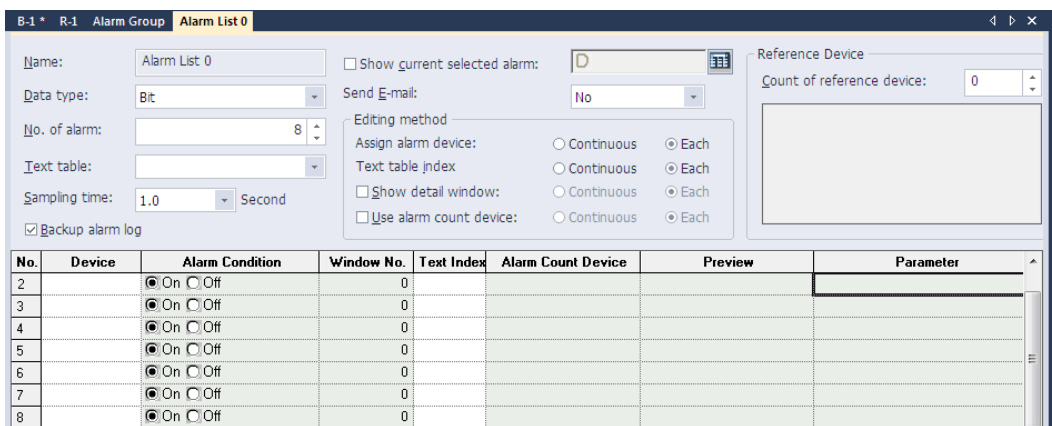 B-1 * R-1 Alarm Group Alarm List 0
Name: Alarm List 0
Data type: Bit
No. of alarm: 8
Text table:
Sampling time: 1.0 Second
Backup alarm log
Show current selected alarm: D
Send E-mail: No
Editing method
Assign alarm device: Continuous Each
Text table index Continuous Each
Show detail window: Continuous Each
Use alarm count device: Continuous Each
Reference Device
Count of reference device: 0
No. Device Alarm Condition Window No. Text Index Alarm Count Device Preview Parameter
2 On Off 0
3 On Off 0
4 On Off 0
5 On Off 0
6 On Off 0
7 On Off 0
8 On Off 0